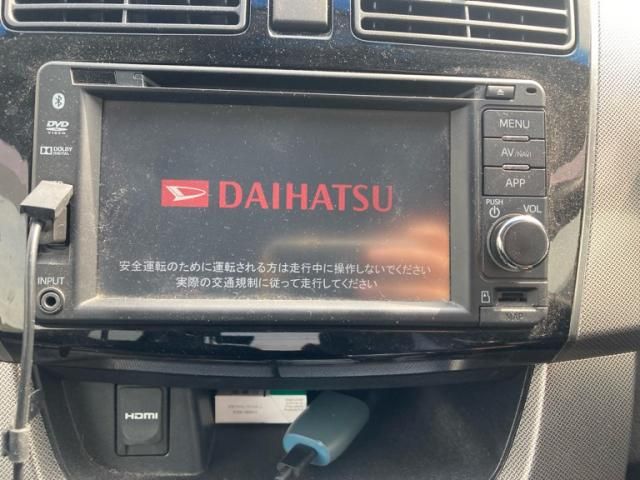 MENU
DVD
VIDEO
DOLBY
DIGITAL
AV/NAVI
APP
DAIHATSU
PUSH
VOL
安全運転のために運転される方は走行中に操作しないでください
実際の交通規制に従って走行してください
INPUT
MAP
HDMI